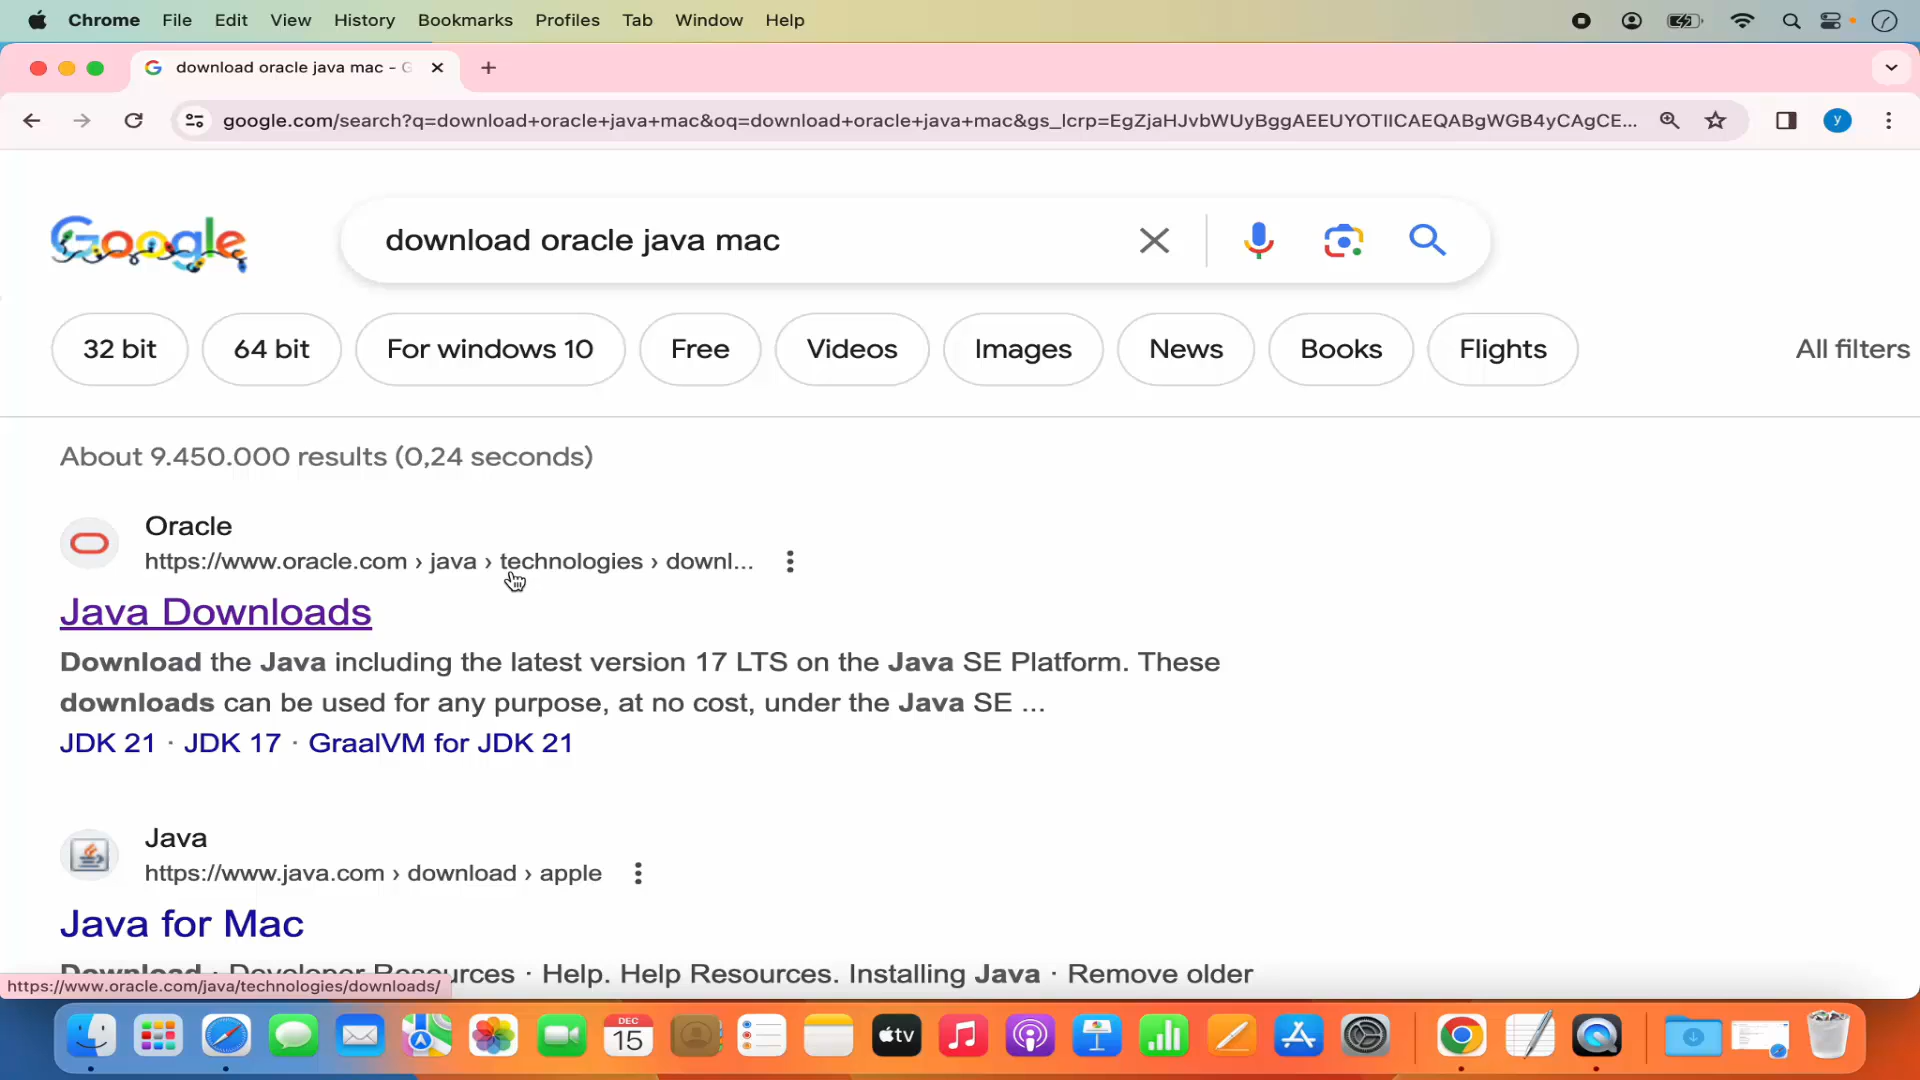 Chrome File Edit View History Bookmarks Profiles Tab Window Help
download oracle java mac - G
google.com/search?q=download+oracle+java+mac&oq=download+oracle+java+mac&gs_lcrp=EgZjaHJvbWUyBggAEEUYOTIICAEQABgWGB4yCAgCE...
y
Google
download oracle java mac
32 bit 64 bit For windows 10 Free Videos Images News Books Flights All filters
About 9.450.000 results (0,24 seconds)
Oracle
https://www.oracle.com › java › technologies › downl...
Java Downloads
Download the Java including the latest version 17 LTS on the Java SE Platform. These
downloads can be used for any purpose, at no cost, under the Java SE ...
JDK 21 · JDK 17 · GraalVM for JDK 21
Java
https://www.java.com › download › apple
Java for Mac
Download · Developer Resources · Help. Help Resources. Installing Java · Remove older
https://www.oracle.com/java/technologies/downloads/
DEC
15
tv